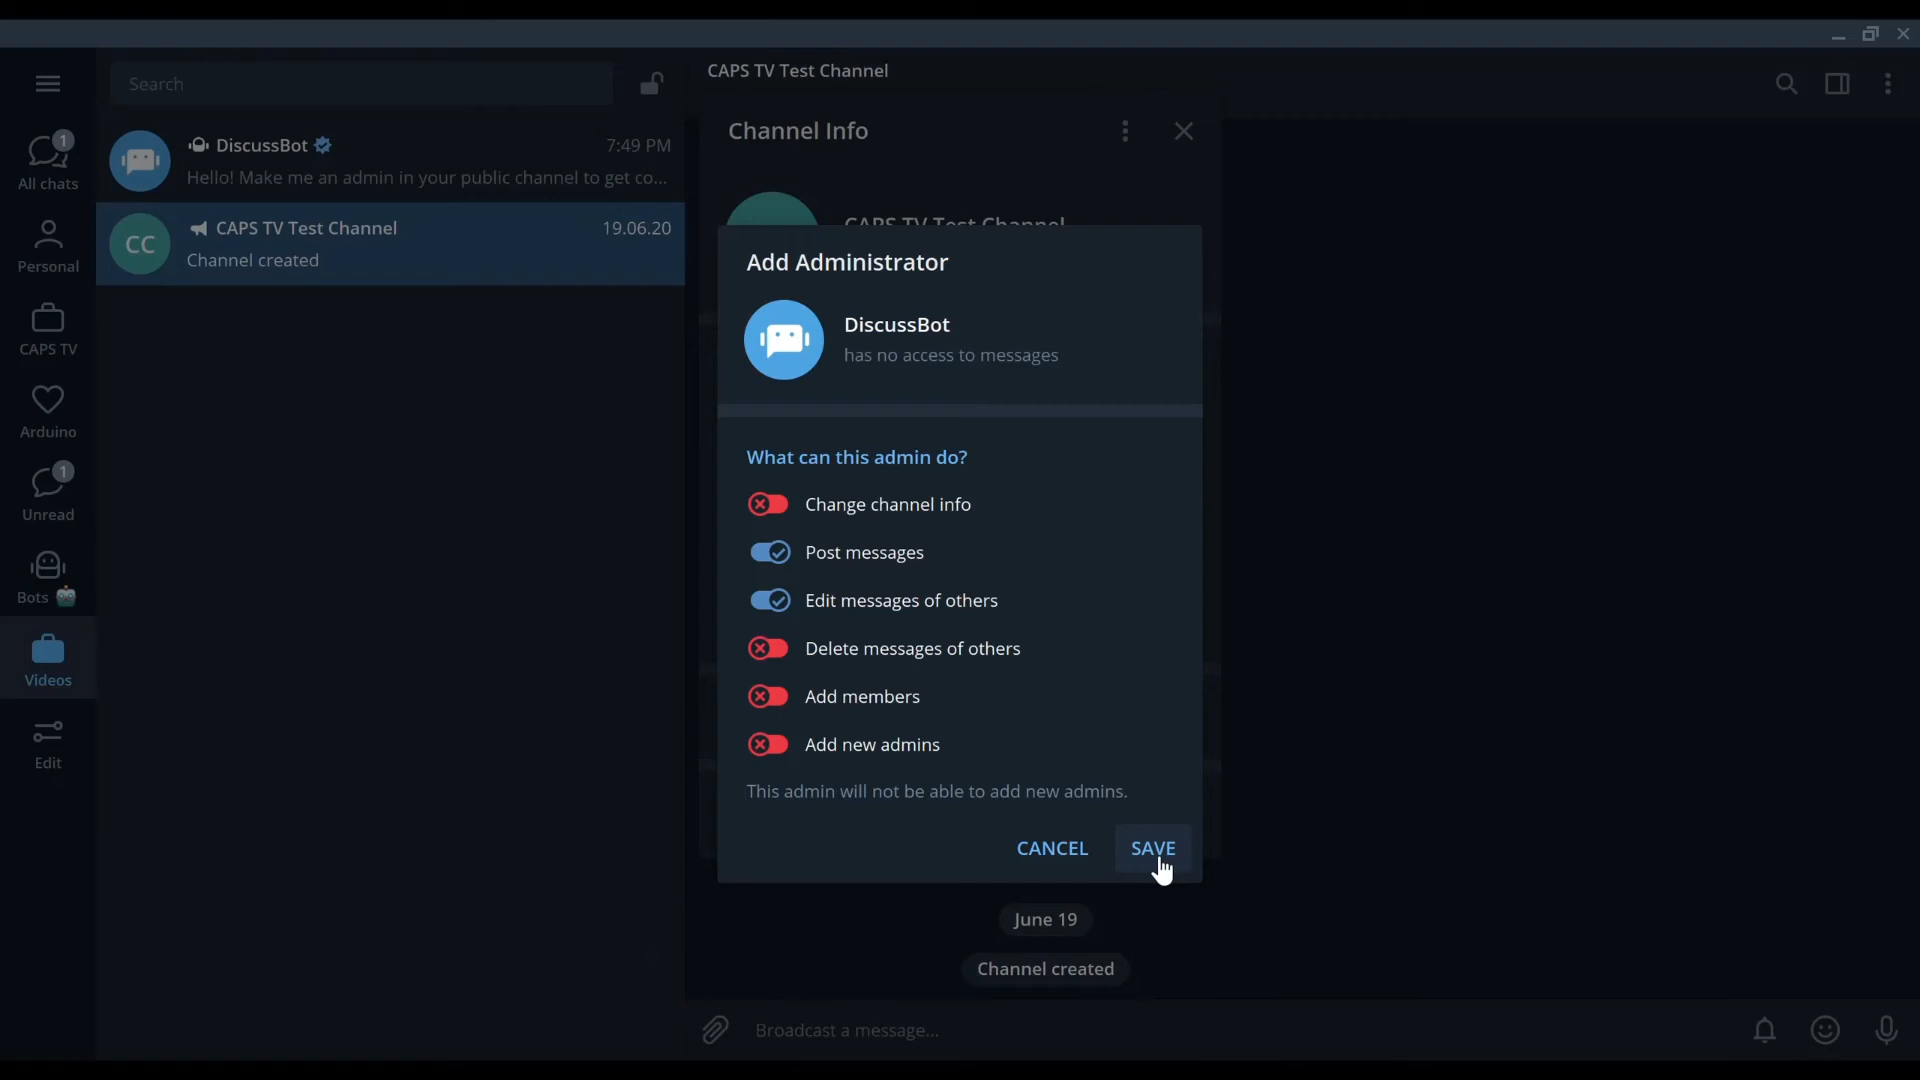 Search
1
All chats
Personal
CAPS TV
Arduino
1
Unread
Bots
Videos
Edit
DiscussBot
7:49 PM
Hello! Make me an admin in your public channel to get co...
CC
CAPS TV Test Channel
19.06.20
Channel created
CAPS TV Test Channel
Channel Info
CAPS TV Test Channel
Add Administrator
DiscussBot
has no access to messages
What can this admin do?
Change channel info
Post messages
Edit messages of others
Delete messages of others
Add members
Add new admins
This admin will not be able to add new admins.
CANCEL
SAVE
June 19
Channel created
Broadcast a message...